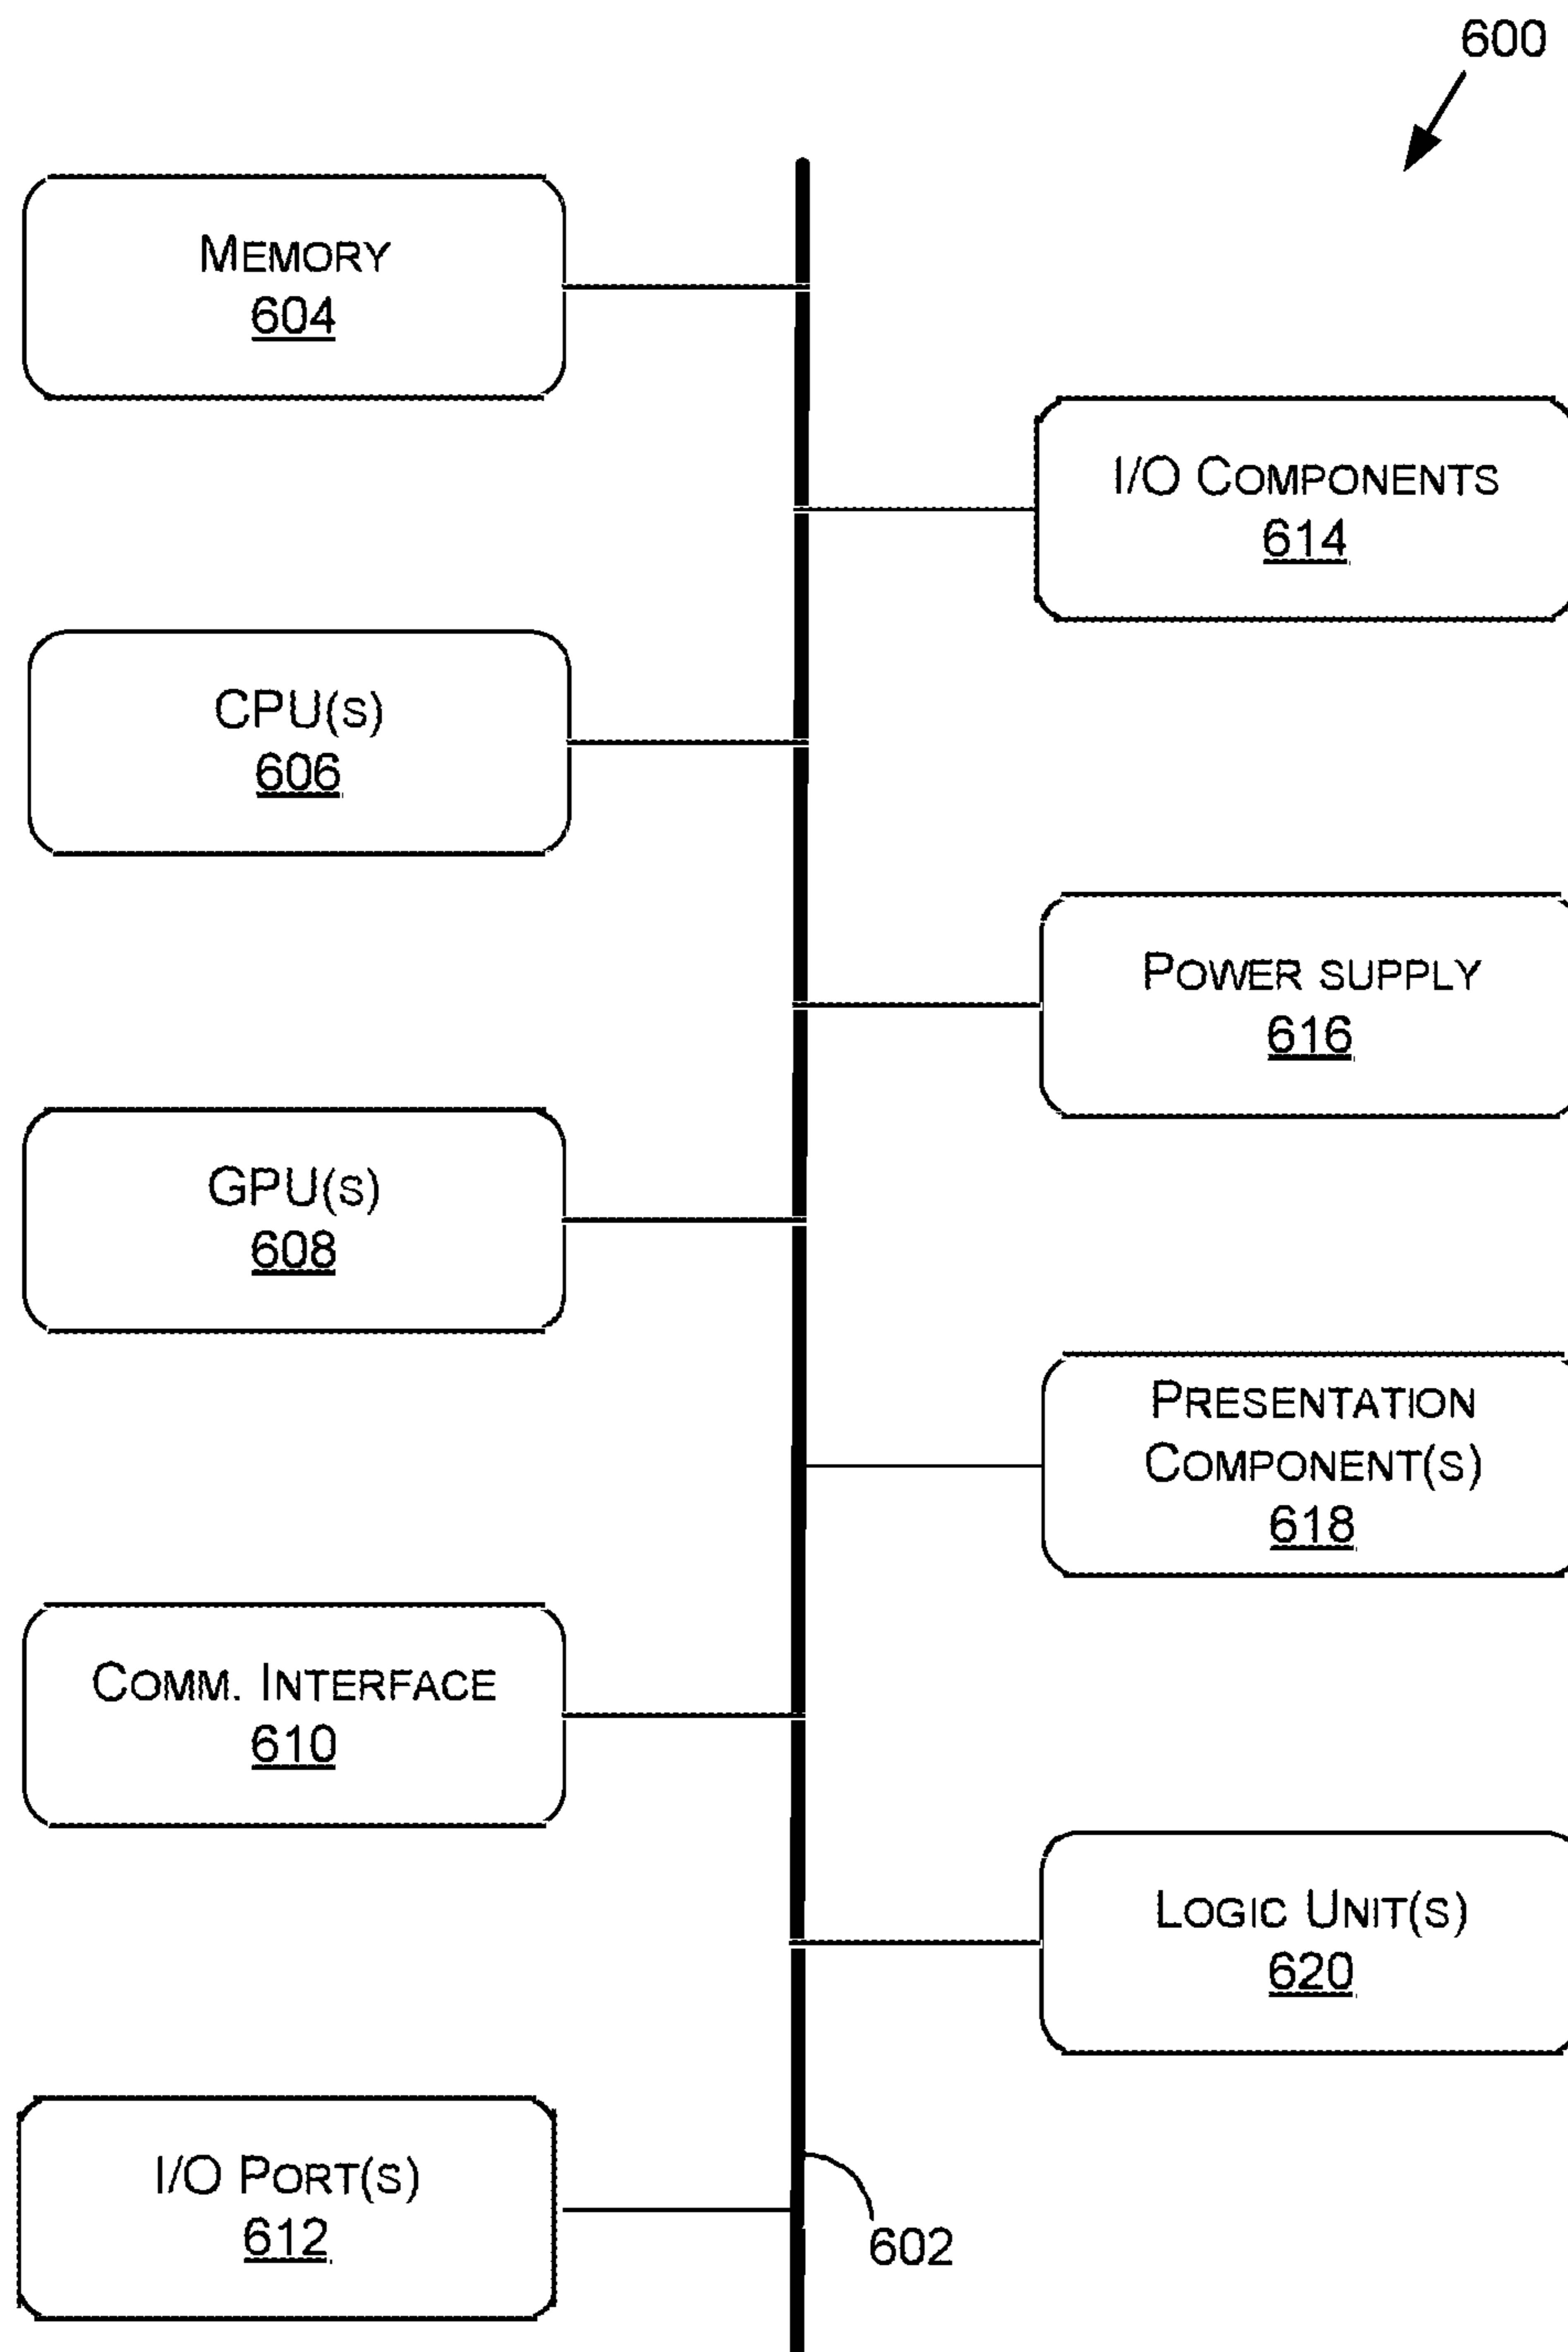 600
MEMORY
604
I/O COMPONENTS
614
CPU(S)
606
POWER SUPPLY
616
GPU(S)
608
PRESENTATION
COMPONENT(S)
618
COMM. INTERFACE
610
LOGIC UNIT(S)
620
I/O PORT(S)
612
602